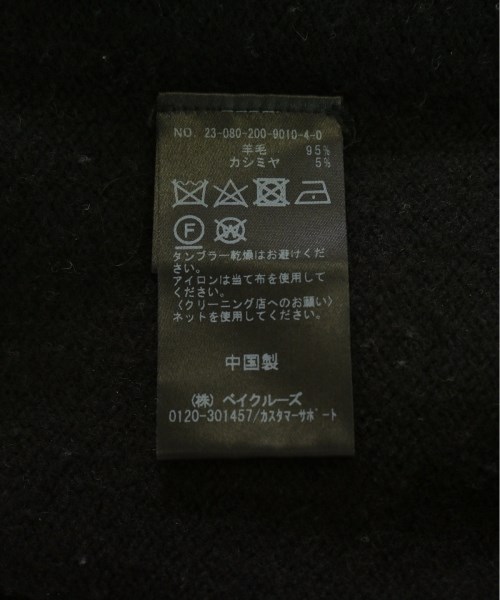 NO. 23-080-200-9010-4-0
羊毛 95%
カシミヤ 5%
F W
タンブラー乾燥はお避けくだ
さい。
アイロンは当て布を使用して
ください。
〈クリーニング店へのお願い〉
ネットを使用してください。
中国製
(株) ベイクルーズ
0120-301457/カスタマーサポート